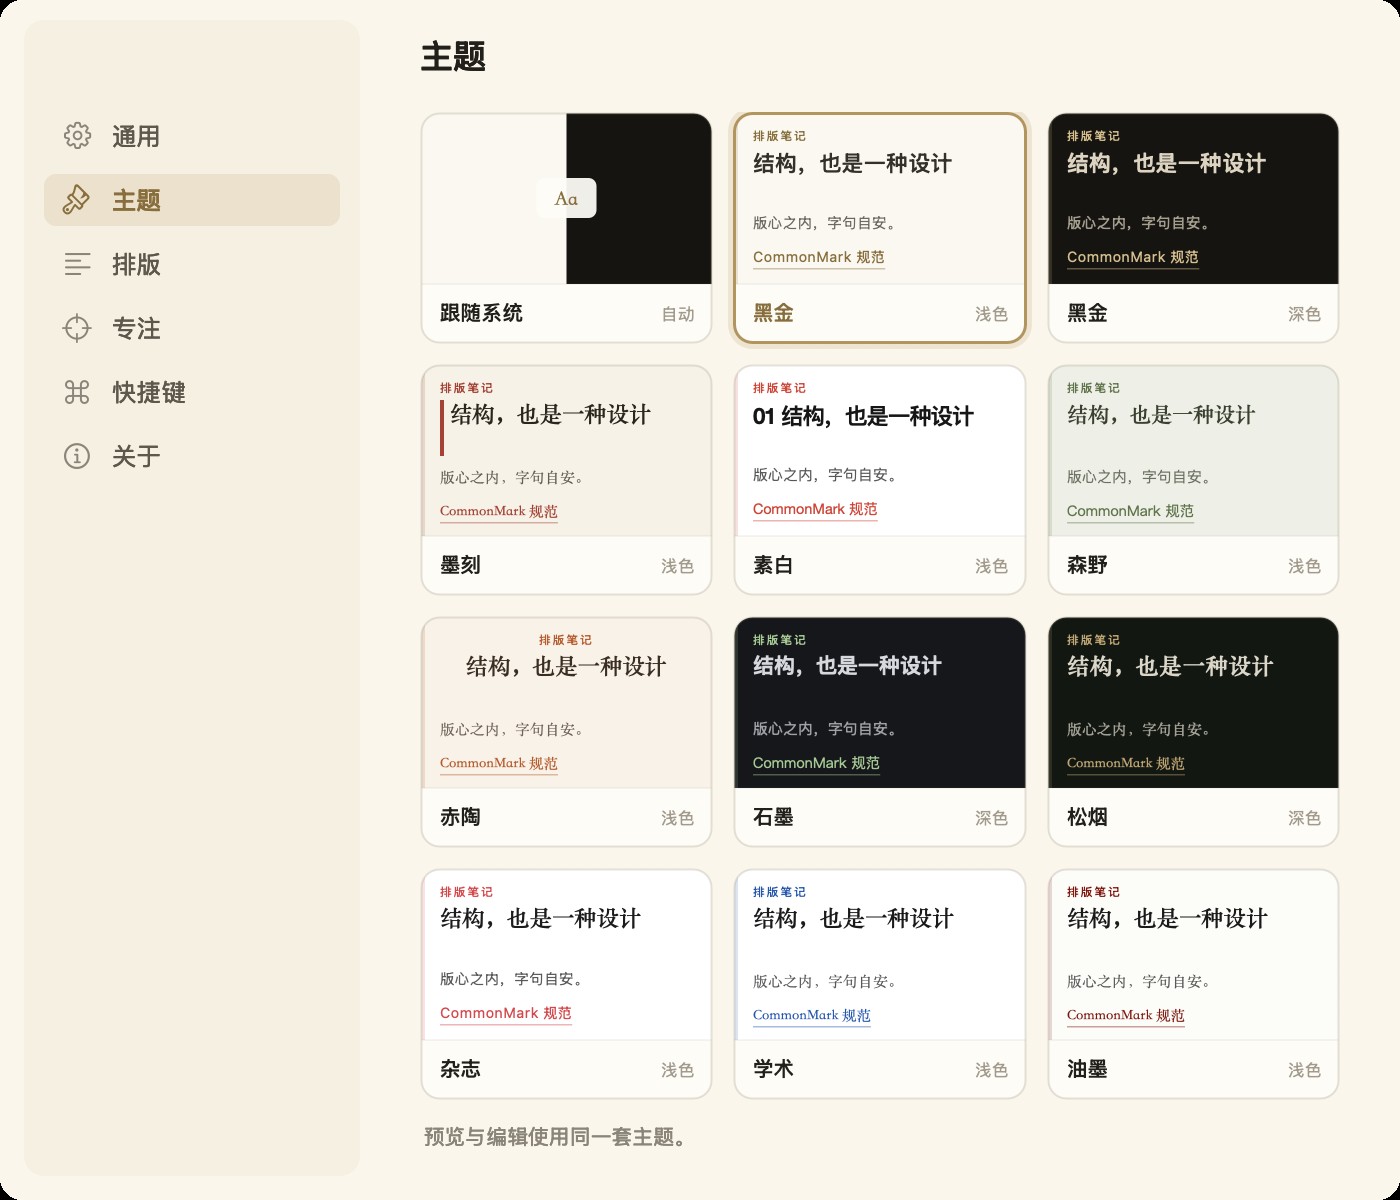 主题
通用
主题
排版
专注
快捷键
关于
Aa
跟随系统 自动
排版笔记
结构，也是一种设计
版心之内，字句自安。
CommonMark 规范
黑金 浅色
排版笔记
结构，也是一种设计
版心之内，字句自安。
CommonMark 规范
黑金 深色
排版笔记
结构，也是一种设计
版心之内，字句自安。
CommonMark 规范
墨刻 浅色
排版笔记
01 结构，也是一种设计
版心之内，字句自安。
CommonMark 规范
素白 浅色
排版笔记
结构，也是一种设计
版心之内，字句自安。
CommonMark 规范
森野 浅色
排版笔记
结构，也是一种设计
版心之内，字句自安。
CommonMark 规范
赤陶 浅色
排版笔记
结构，也是一种设计
版心之内，字句自安。
CommonMark 规范
石墨 深色
排版笔记
结构，也是一种设计
版心之内，字句自安。
CommonMark 规范
松烟 深色
排版笔记
结构，也是一种设计
版心之内，字句自安。
CommonMark 规范
杂志 浅色
排版笔记
结构，也是一种设计
版心之内，字句自安。
CommonMark 规范
学术 浅色
排版笔记
结构，也是一种设计
版心之内，字句自安。
CommonMark 规范
油墨 浅色
预览与编辑使用同一套主题。